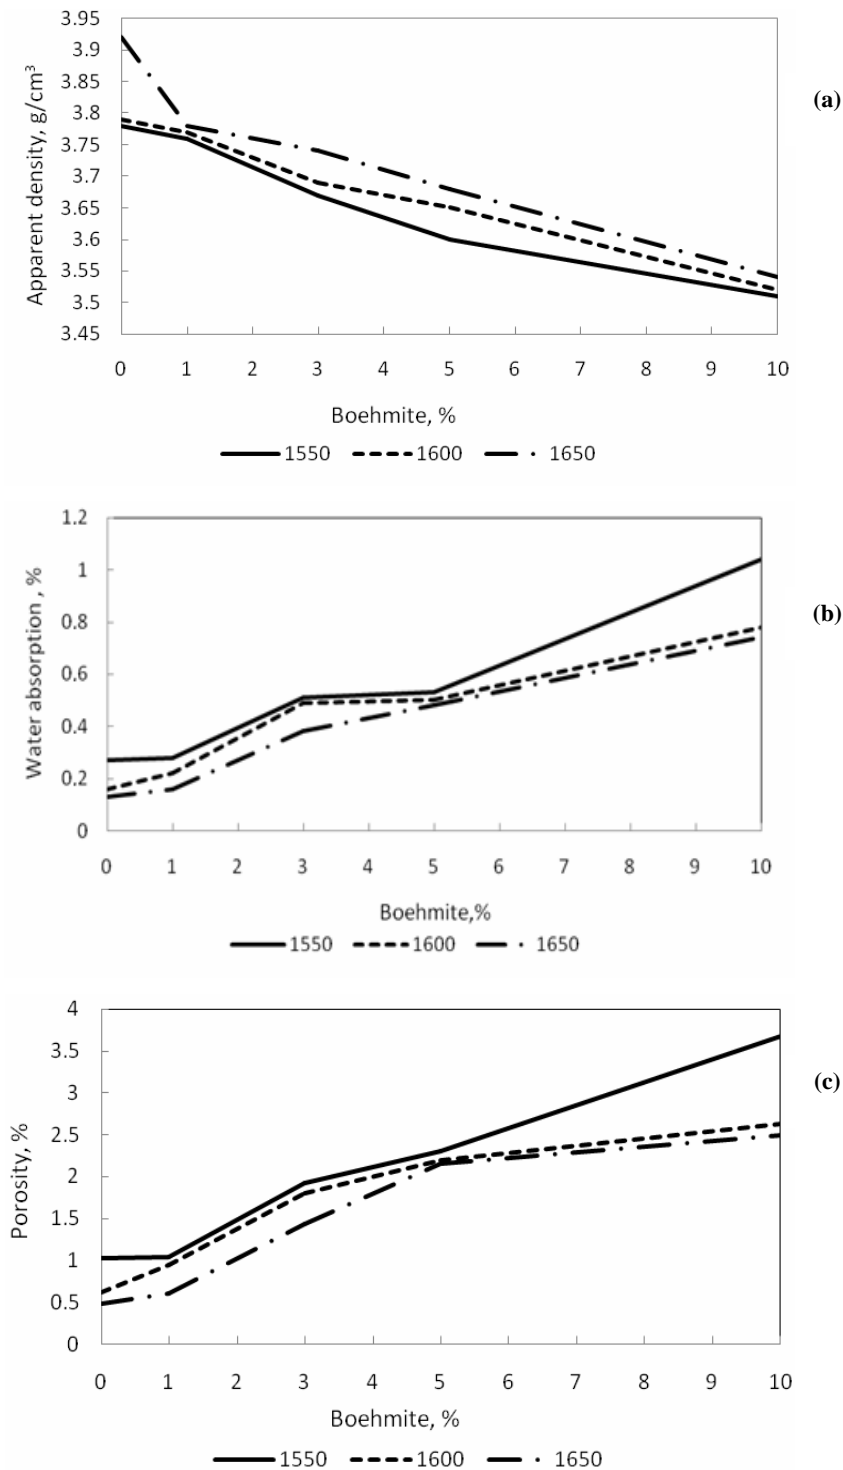 3.95
3.9
3.85
3.8
3.75
3.7
3.65
3.6
3.55
3.5
3.45
Apparent density, g/cm³
(a)
0 1 2 3 4 5 6 7 8 9 10
Boehmite, %
1550 1600 1650
1.2
1
0.8
0.6
0.4
0.2
0
Water absorption , %
(b)
0 1 2 3 4 5 6 7 8 9 10
Boehmite,%
1550 1600 1650
4
3.5
3
2.5
2
1.5
1
0.5
0
Porosity, %
(c)
0 1 2 3 4 5 6 7 8 9 10
Boehmite, %
1550 1600 1650